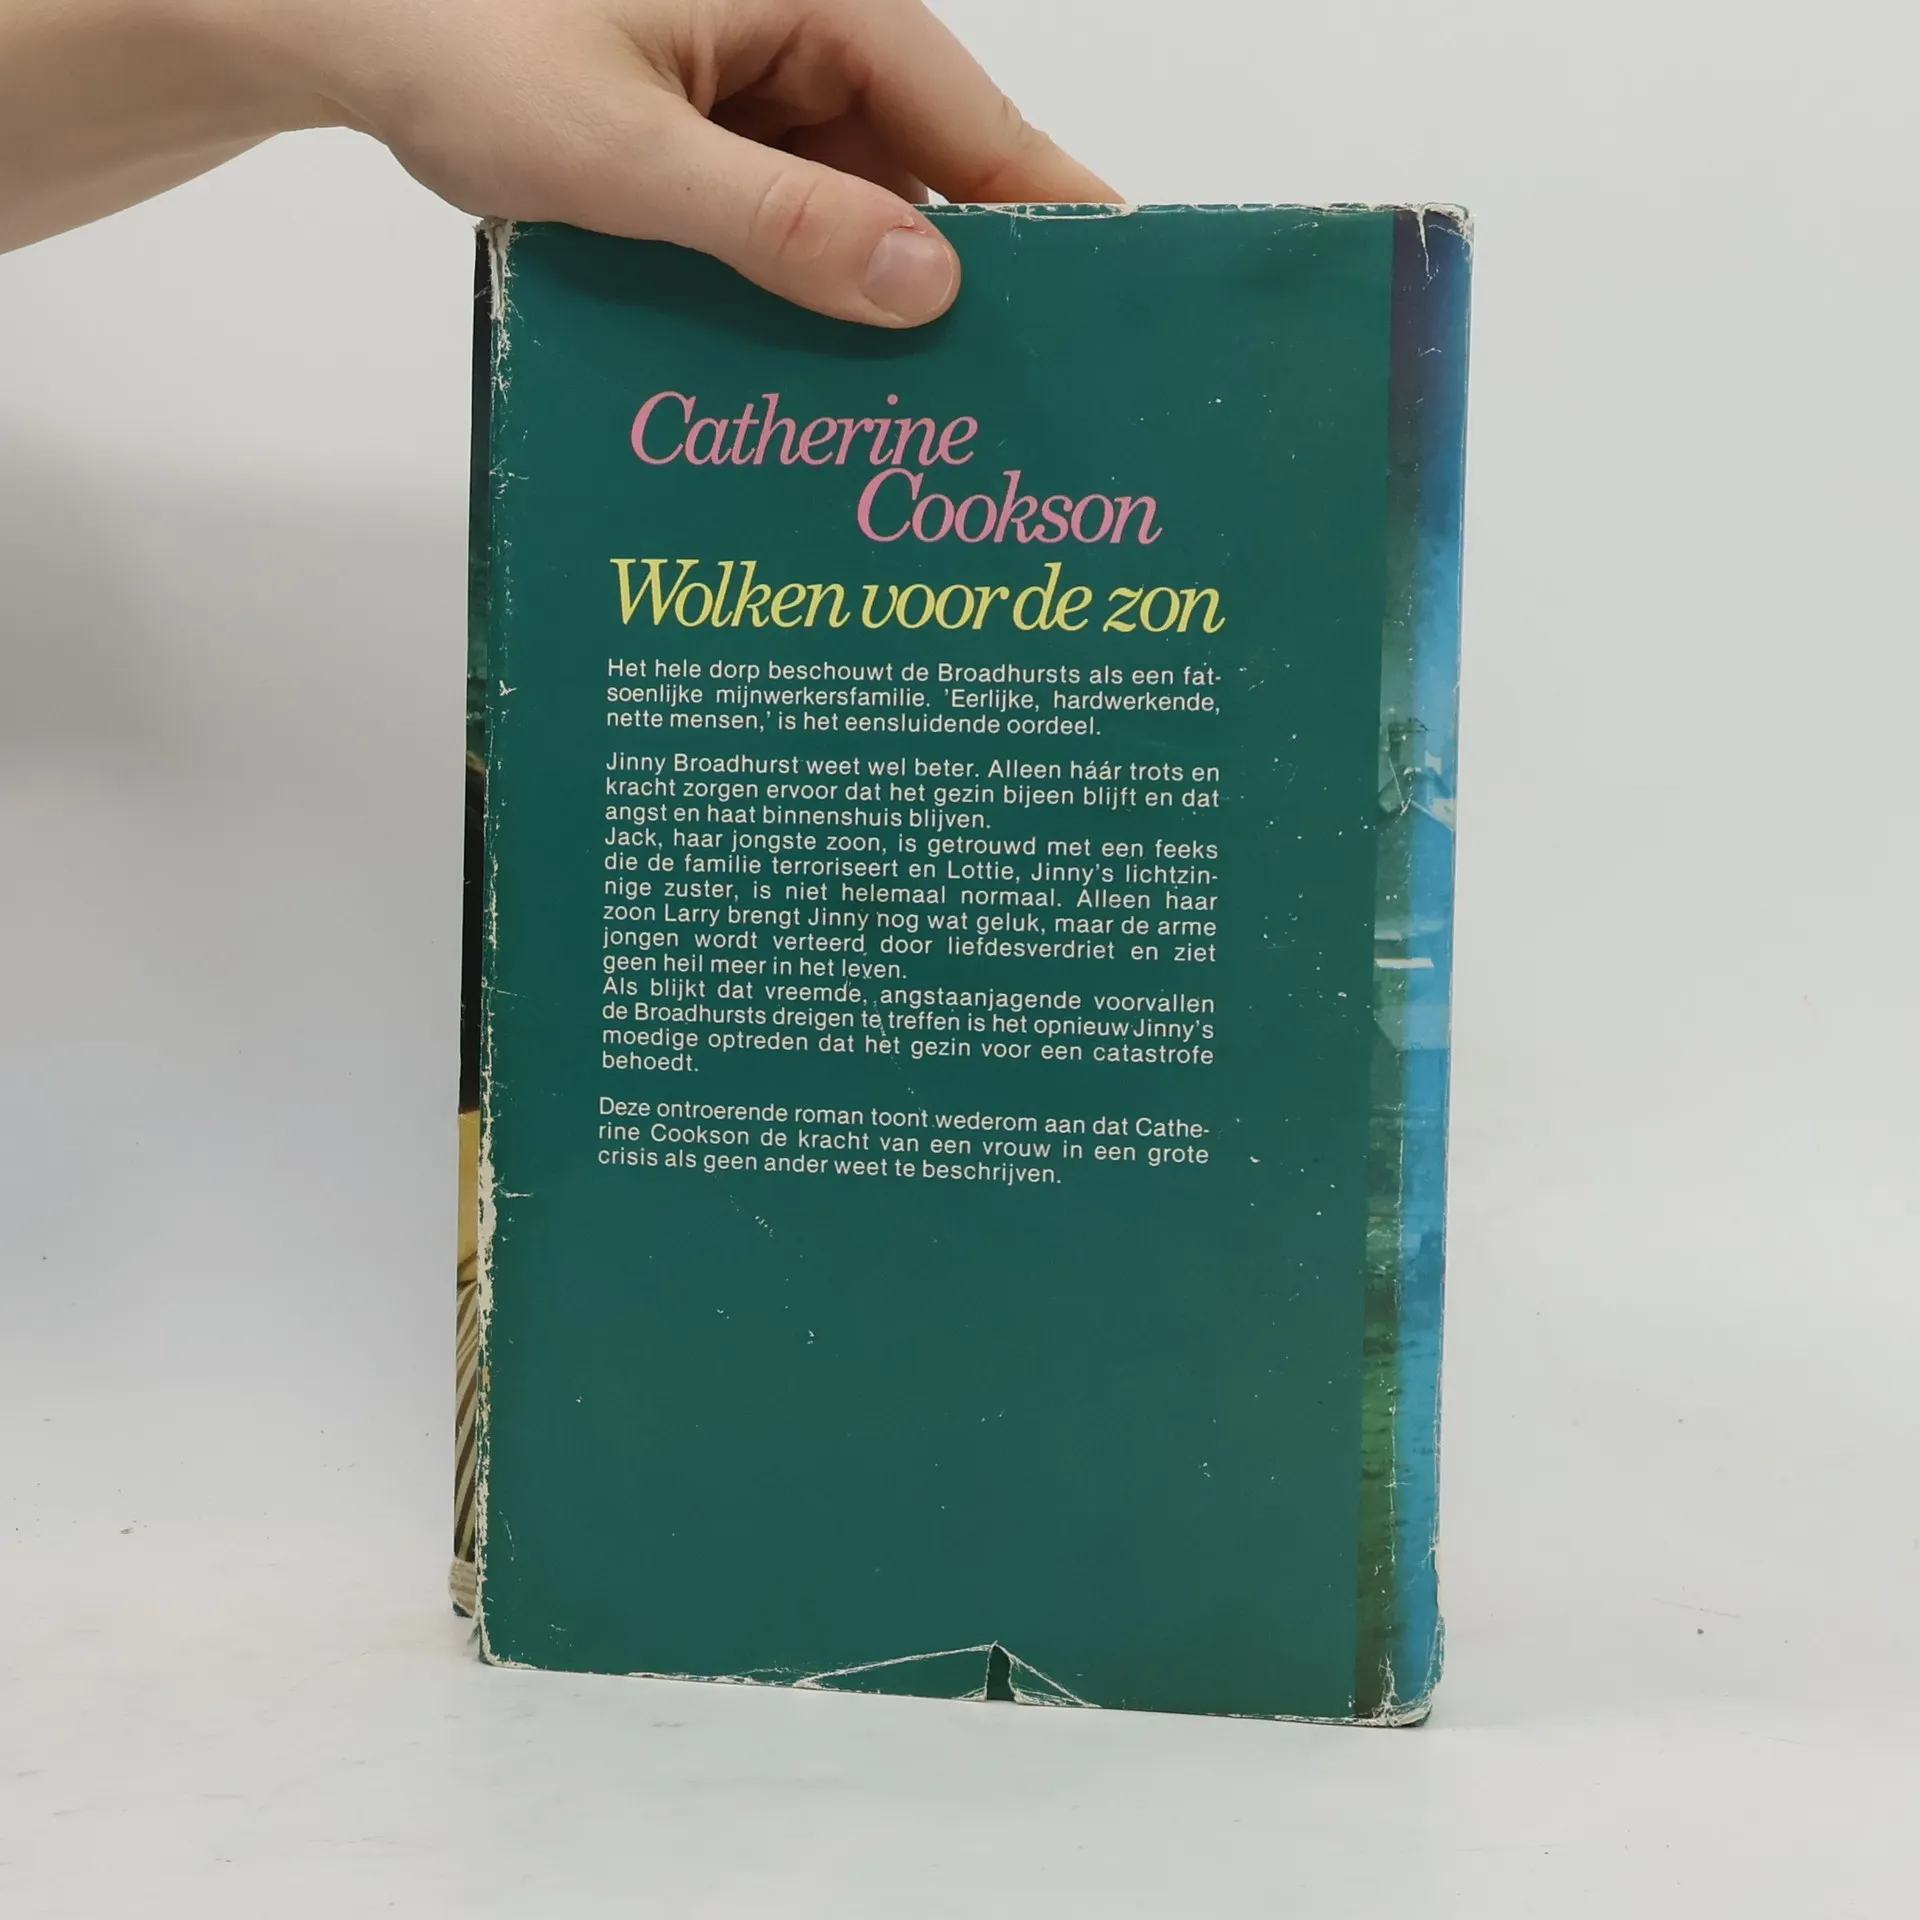 Catherine
Cookson
Wolken voor de zon
Het hele dorp beschouwt de Broadhursts als een fat-
soenlijke mijnwerkersfamilie. 'Eerlijke, hardwerkende,
nette mensen,' is het eensluidende oordeel.
Jinny Broadhurst weet wel beter. Alleen háár trots en
kracht zorgen ervoor dat het gezin bijeen blijft en dat
angst en haat binnenshuis blijven.
Jack, haar jongste zoon, is getrouwd met een feeks
die de familie terroriseert en Lottie, Jinny's lichtzin-
nige zuster, is niet helemaal normaal. Alleen haar
zoon Larry brengt Jinny nog wat geluk, maar de arme
jongen wordt verteerd door liefdesverdriet en ziet
geen heil meer in het leven.
Als blijkt dat vreemde, angstaanjagende voorvallen
de Broadhursts dreigen te treffen is het opnieuw Jinny's
moedige optreden dat het gezin voor een catastrofe
behoedt.
Deze ontroerende roman toont wederom aan dat Cathe-
rine Cookson de kracht van een vrouw in een grote
crisis als geen ander weet te beschrijven.